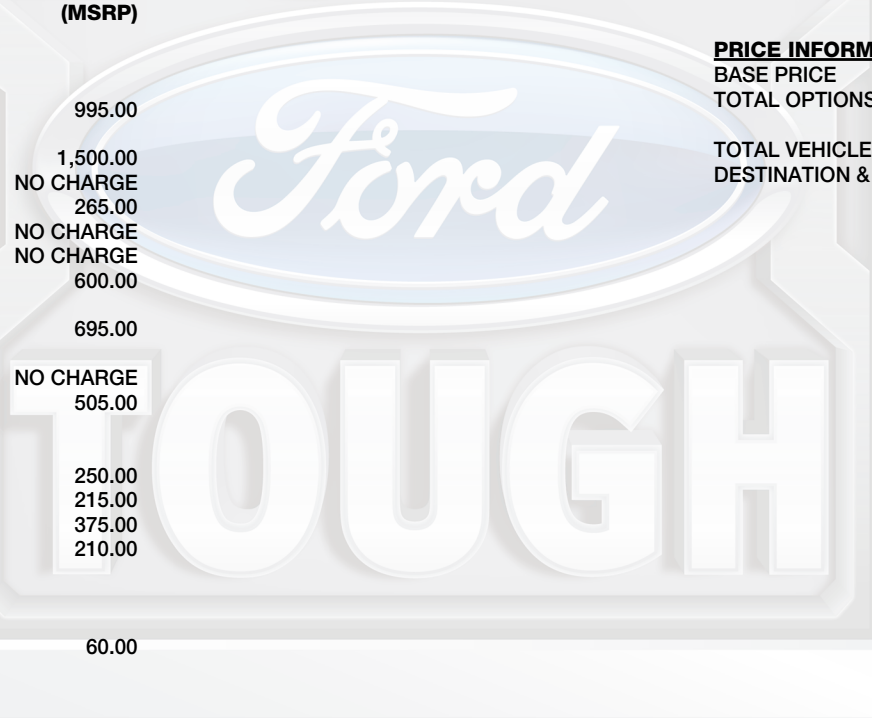 (MSRP)
995.00
1,500.00
NO CHARGE
265.00
NO CHARGE
NO CHARGE
600.00
695.00
NO CHARGE
505.00
250.00
215.00
375.00
210.00
60.00
PRICE INFORM
BASE PRICE
TOTAL OPTIONS
TOTAL VEHICLE
DESTINATION &
Ford
TOUGH